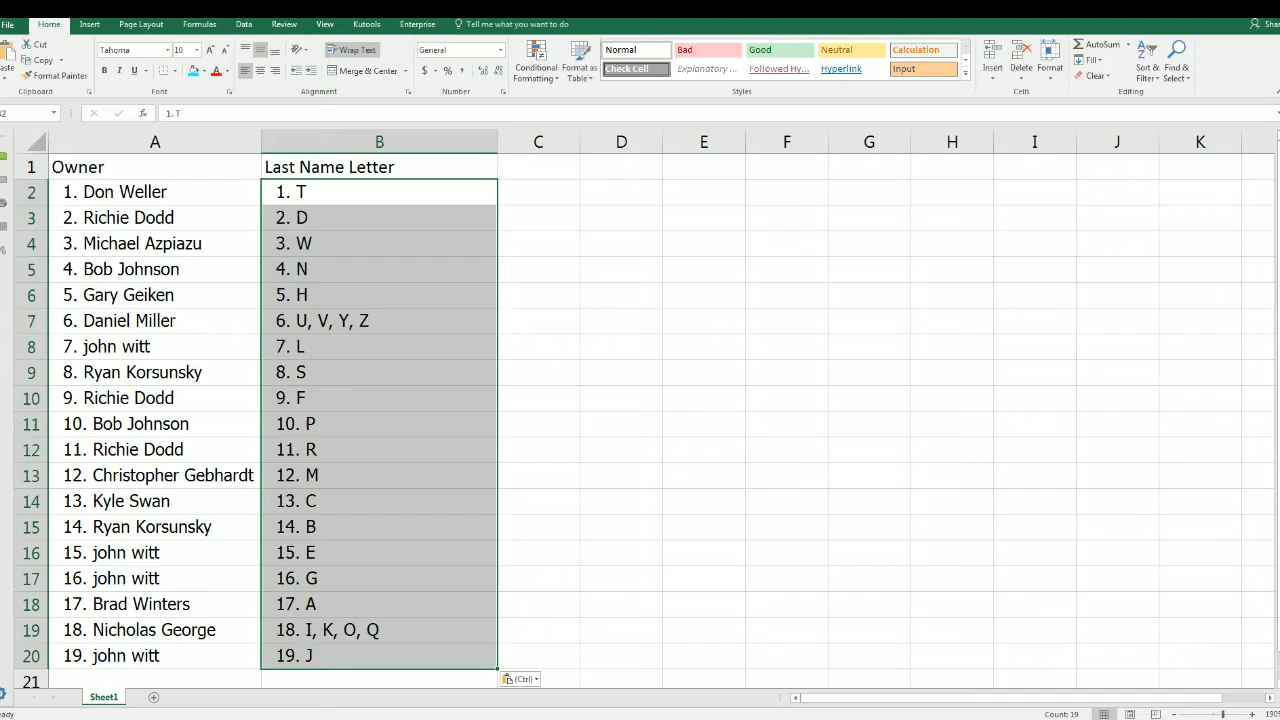 File Home Insert Page Layout Formulas Data Review View Kutools Enterprise Tell me what you want to do
Cut
Copy
Format Painter
Clipboard
Tahoma 10
B I U
Font
Wrap Text
Merge & Center
Alignment
General
$ % ,
Number
Conditional Formatting
Format as Table
Normal Bad Good Neutral Calculation
Check Cell Explanatory ... Followed Hy... Hyperlink Input
Styles
Insert Delete Format
Cells
AutoSum
Fill
Clear
Sort & Filter
Find & Select
Editing
fx 1. T
A B C D E F G H I J K
1 Owner Last Name Letter
2 1. Don Weller 1. T
3 2. Richie Dodd 2. D
4 3. Michael Azpiazu 3. W
5 4. Bob Johnson 4. N
6 5. Gary Geiken 5. H
7 6. Daniel Miller 6. U, V, Y, Z
8 7. john witt 7. L
9 8. Ryan Korsunsky 8. S
10 9. Richie Dodd 9. F
11 10. Bob Johnson 10. P
12 11. Richie Dodd 11. R
13 12. Christopher Gebhardt 12. M
14 13. Kyle Swan 13. C
15 14. Ryan Korsunsky 14. B
16 15. john witt 15. E
17 16. john witt 16. G
18 17. Brad Winters 17. A
19 18. Nicholas George 18. I, K, O, Q
20 19. john witt 19. J
21
(Ctrl)
Sheet1
Count: 19